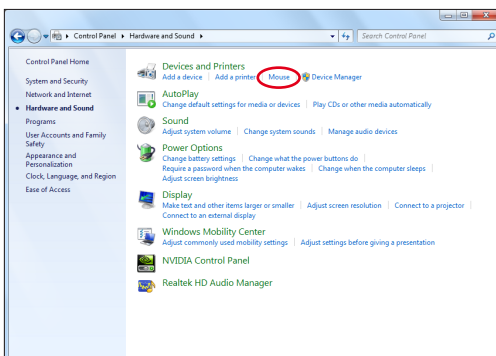 Control Panel ▸ Hardware and Sound ▸
Search Control Panel
Control Panel Home
System and Security
Network and Internet
Hardware and Sound
Programs
User Accounts and Family
Safety
Appearance and
Personalization
Clock, Language, and Region
Ease of Access
Devices and Printers
Add a device | Add a printer | Mouse | Device Manager
AutoPlay
Change default settings for media or devices | Play CDs or other media automatically
Sound
Adjust system volume | Change system sounds | Manage audio devices
Power Options
Change battery settings | Change what the power buttons do |
Require a password when the computer wakes | Change when the computer sleeps |
Adjust screen brightness
Display
Make text and other items larger or smaller | Adjust screen resolution | Connect to a projector |
Connect to an external display
Windows Mobility Center
Adjust commonly used mobility settings | Adjust settings before giving a presentation
NVIDIA Control Panel
Realtek HD Audio Manager